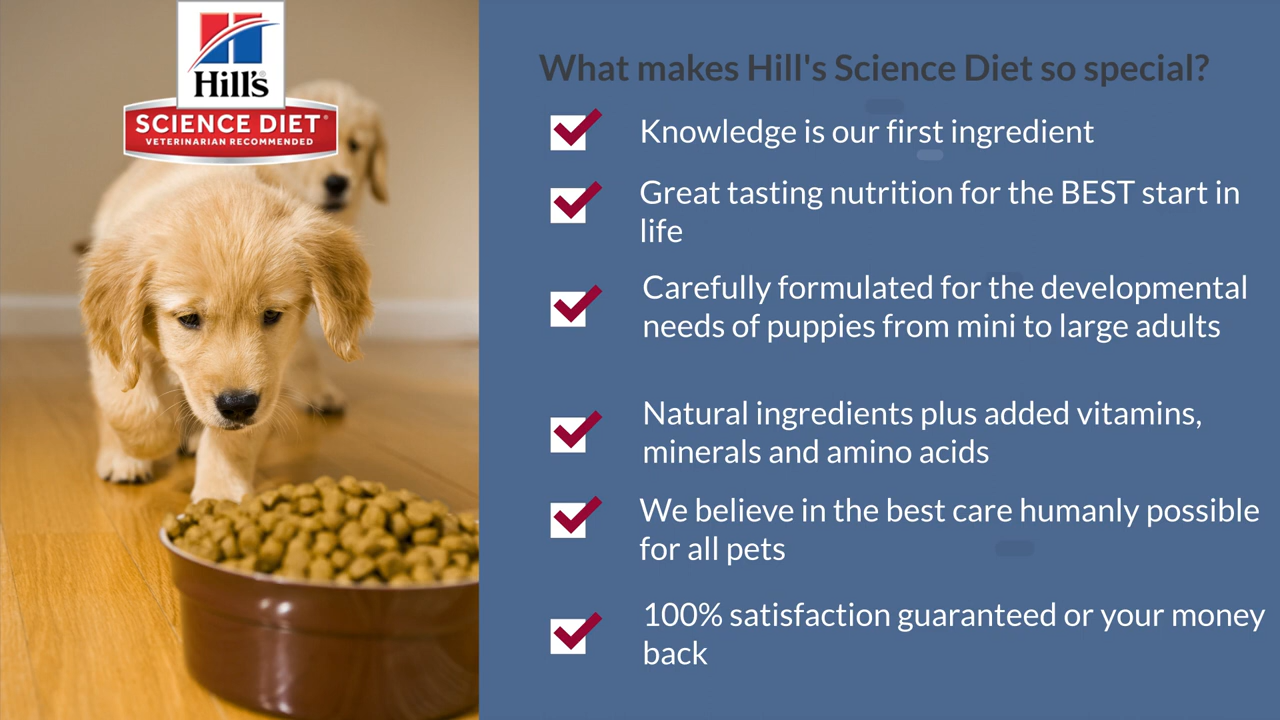 Hill's
SCIENCE DIET®
VETERINARIAN RECOMMENDED
What makes Hill's Science Diet so special?
Knowledge is our first ingredient
Great tasting nutrition for the BEST start in
life
Carefully formulated for the developmental
needs of puppies from mini to large adults
Natural ingredients plus added vitamins,
minerals and amino acids
We believe in the best care humanly possible
for all pets
100% satisfaction guaranteed or your money
back